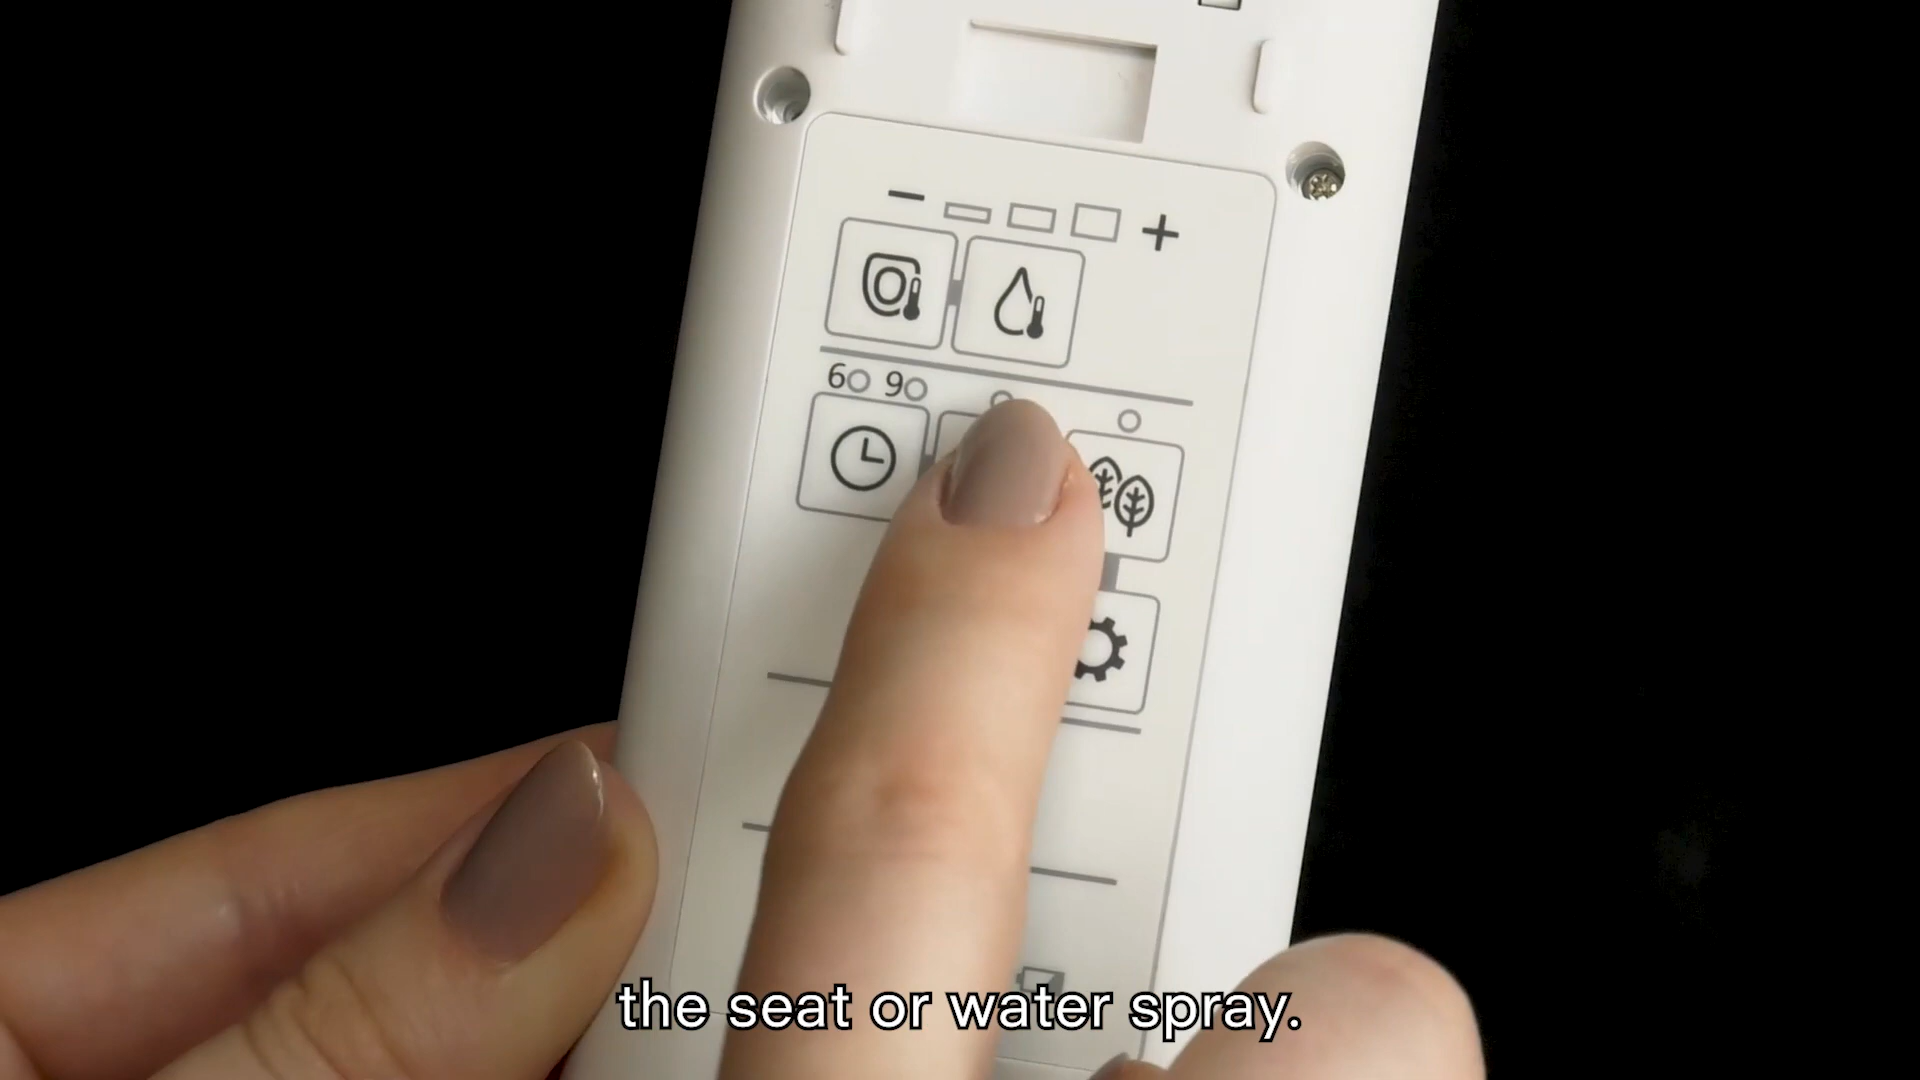 − +
6 9
the seat or water spray.